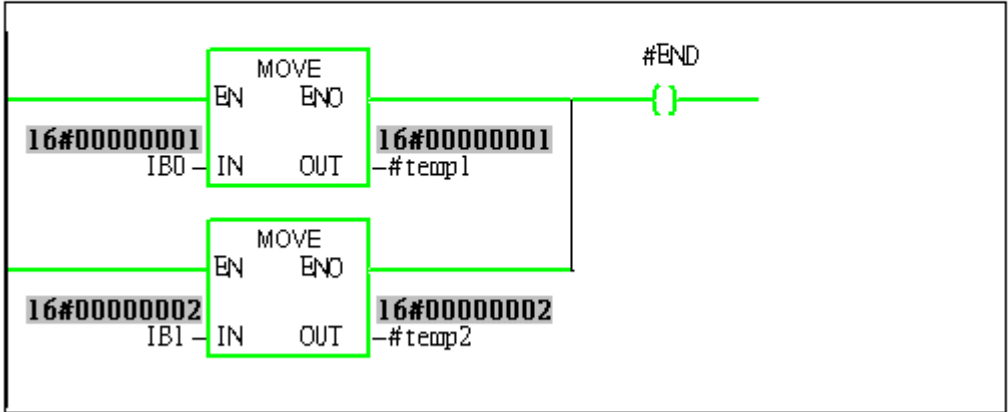 #END
MOVE
EN ENO
16#00000001 16#00000001
IB0 IN OUT #temp1
MOVE
EN ENO
16#00000002 16#00000002
IB1 IN OUT #temp2